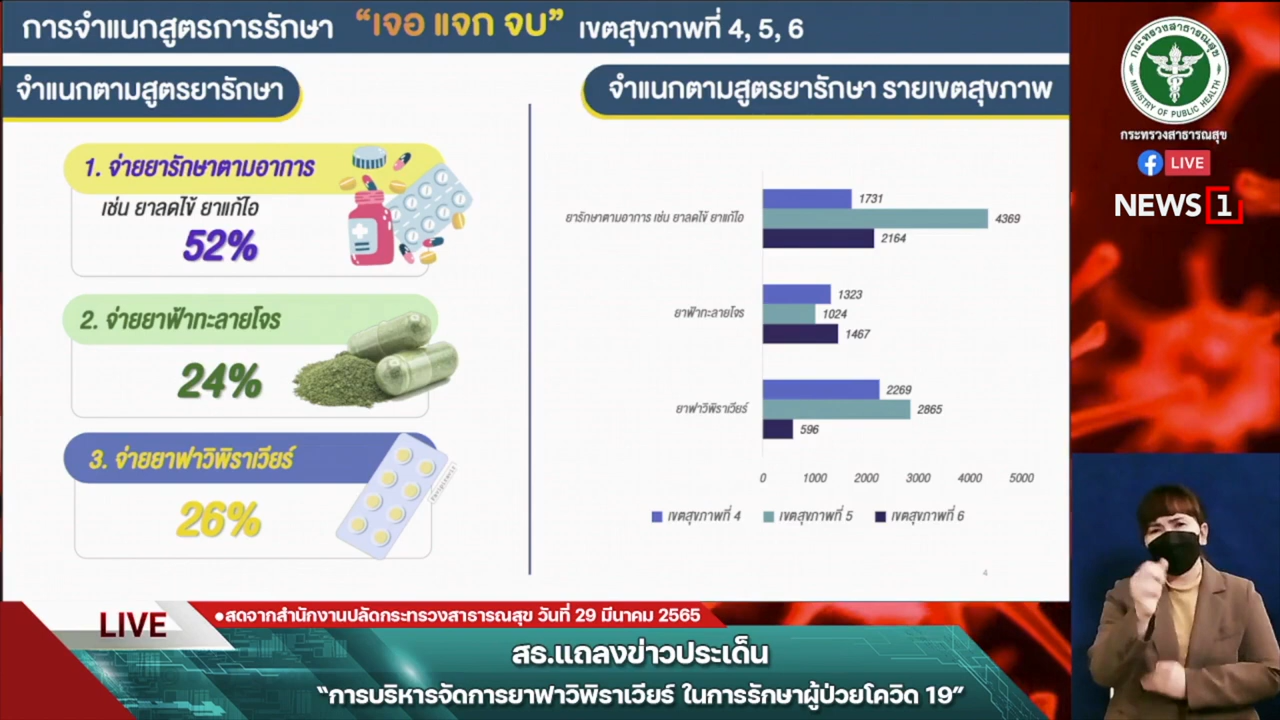 การจำแนกสูตรการรักษา “เจอ แจก จบ” เขตสุขภาพที่ 4, 5, 6
จำแนกตามสูตรยารักษา
1. จ่ายยารักษาตามอาการ
เช่น ยาลดไข้ ยาแก้ไอ
52%
2. จ่ายยาฟ้าทะลายโจร
24%
3. จ่ายยาฟาวิพิราเวียร์
26%
จำแนกตามสูตรยารักษา รายเขตสุขภาพ
ยารักษาตามอาการ เช่น ยาลดไข้ ยาแก้ไอ
1731
4369
2164
ยาฟ้าทะลายโจร
1323
1024
1467
ยาฟาวิพิราเวียร์
2269
2865
596
0 1000 2000 3000 4000 5000
เขตสุขภาพที่ 4 เขตสุขภาพที่ 5 เขตสุขภาพที่ 6
4
กระทรวงสาธารณสุข
MINISTRY OF PUBLIC HEALTH
กระทรวงสาธารณสุข
f LIVE
NEWS 1
LIVE
•สดจากสำนักงานปลัดกระทรวงสาธารณสุข วันที่ 29 มีนาคม 2565
สธ.แถลงข่าวประเด็น
“การบริหารจัดการยาฟาวิพิราเวียร์ ในการรักษาผู้ป่วยโควิด 19”